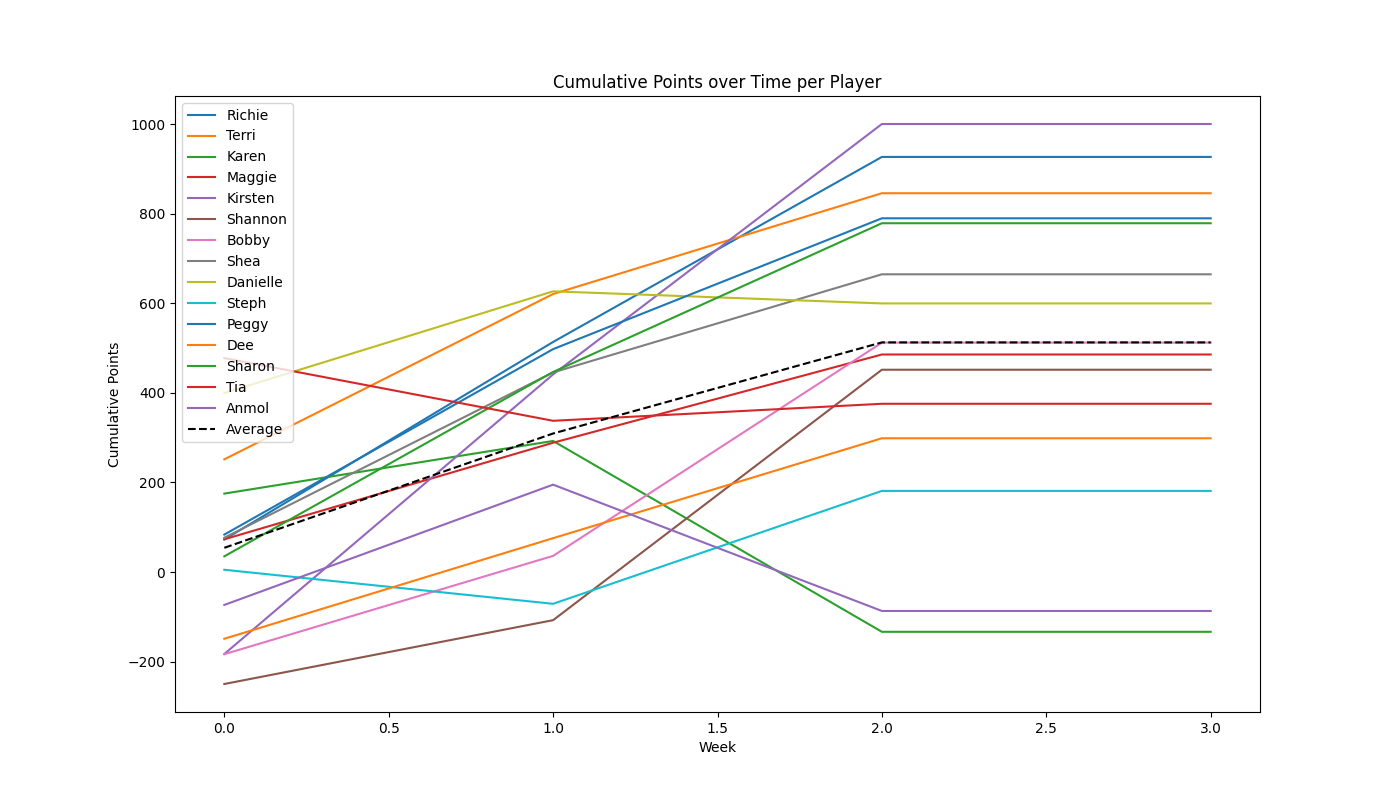 Cumulative Points over Time per Player
Cumulative Points
1000
800
600
400
200
0
−200
Richie
Terri
Karen
Maggie
Kirsten
Shannon
Bobby
Shea
Danielle
Steph
Peggy
Dee
Sharon
Tia
Anmol
Average
0.0 0.5 1.0 1.5 2.0 2.5 3.0
Week